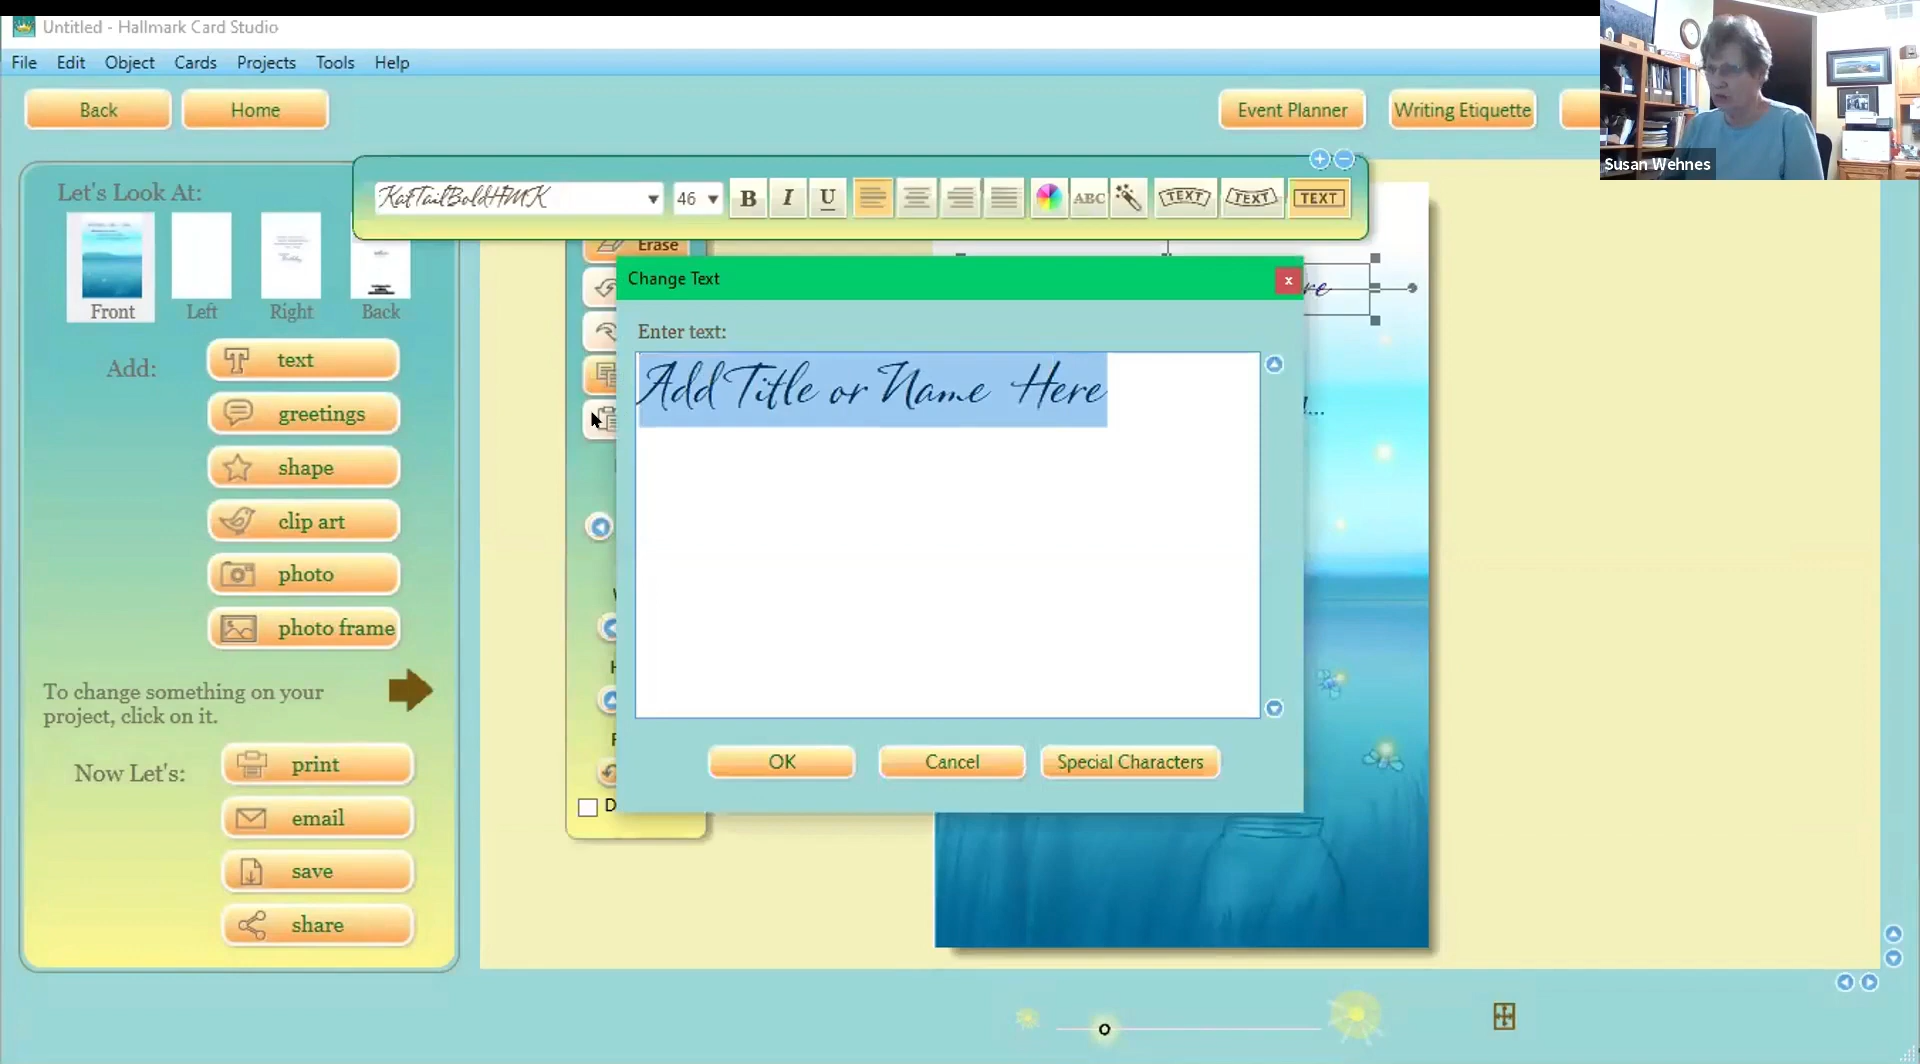 Untitled - Hallmark Card Studio
File Edit Object Cards Projects Tools Help
Back Home Event Planner Writing Etiquette
Susan Wehnes
KatTailBoldHMK 46 B I U ABC TEXT TEXT TEXT
Let's Look At:
Front Left Right Back
Add:
text
greetings
shape
clip art
photo
photo frame
To change something on your
project, click on it.
Now Let's:
print
email
save
share
Erase
Change Text
x
Enter text:
Add Title or Name Here
OK Cancel Special Characters
D